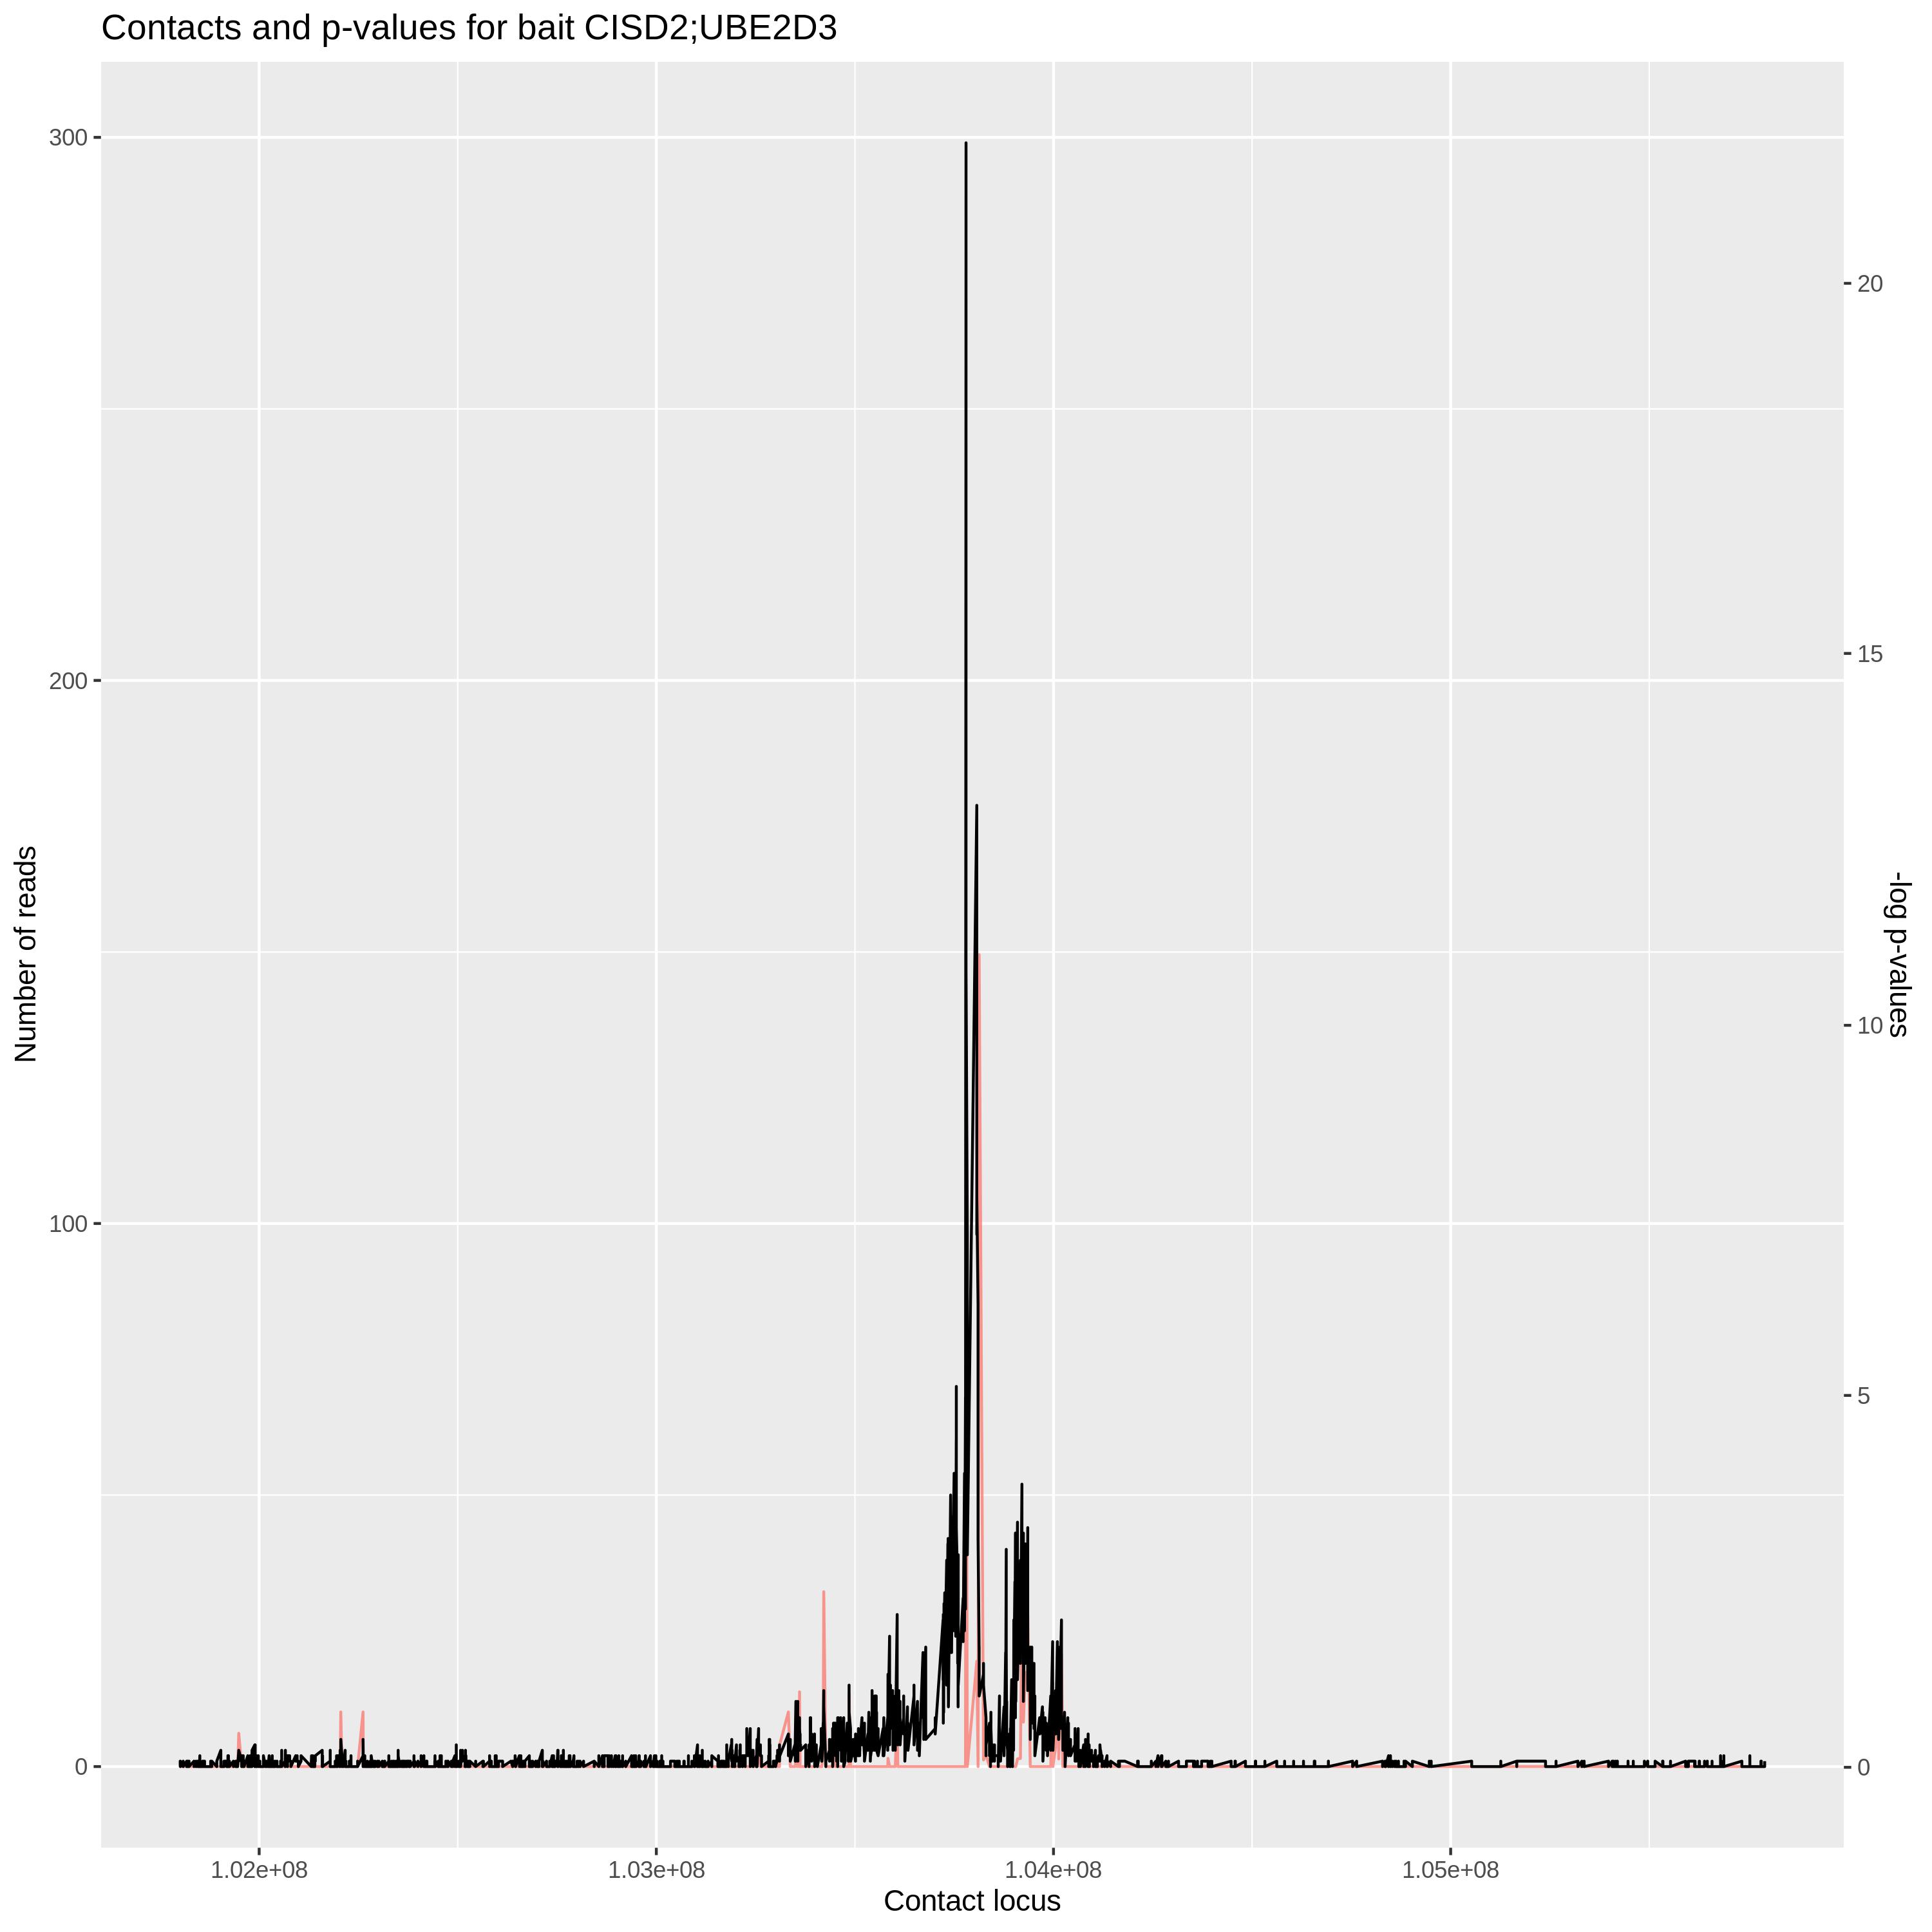 Contacts and p-values for bait CISD2;UBE2D3
300
200
100
0
Number of reads
20
15
10
5
0
-log p-values
1.02e+08
1.03e+08
1.04e+08
1.05e+08
Contact locus